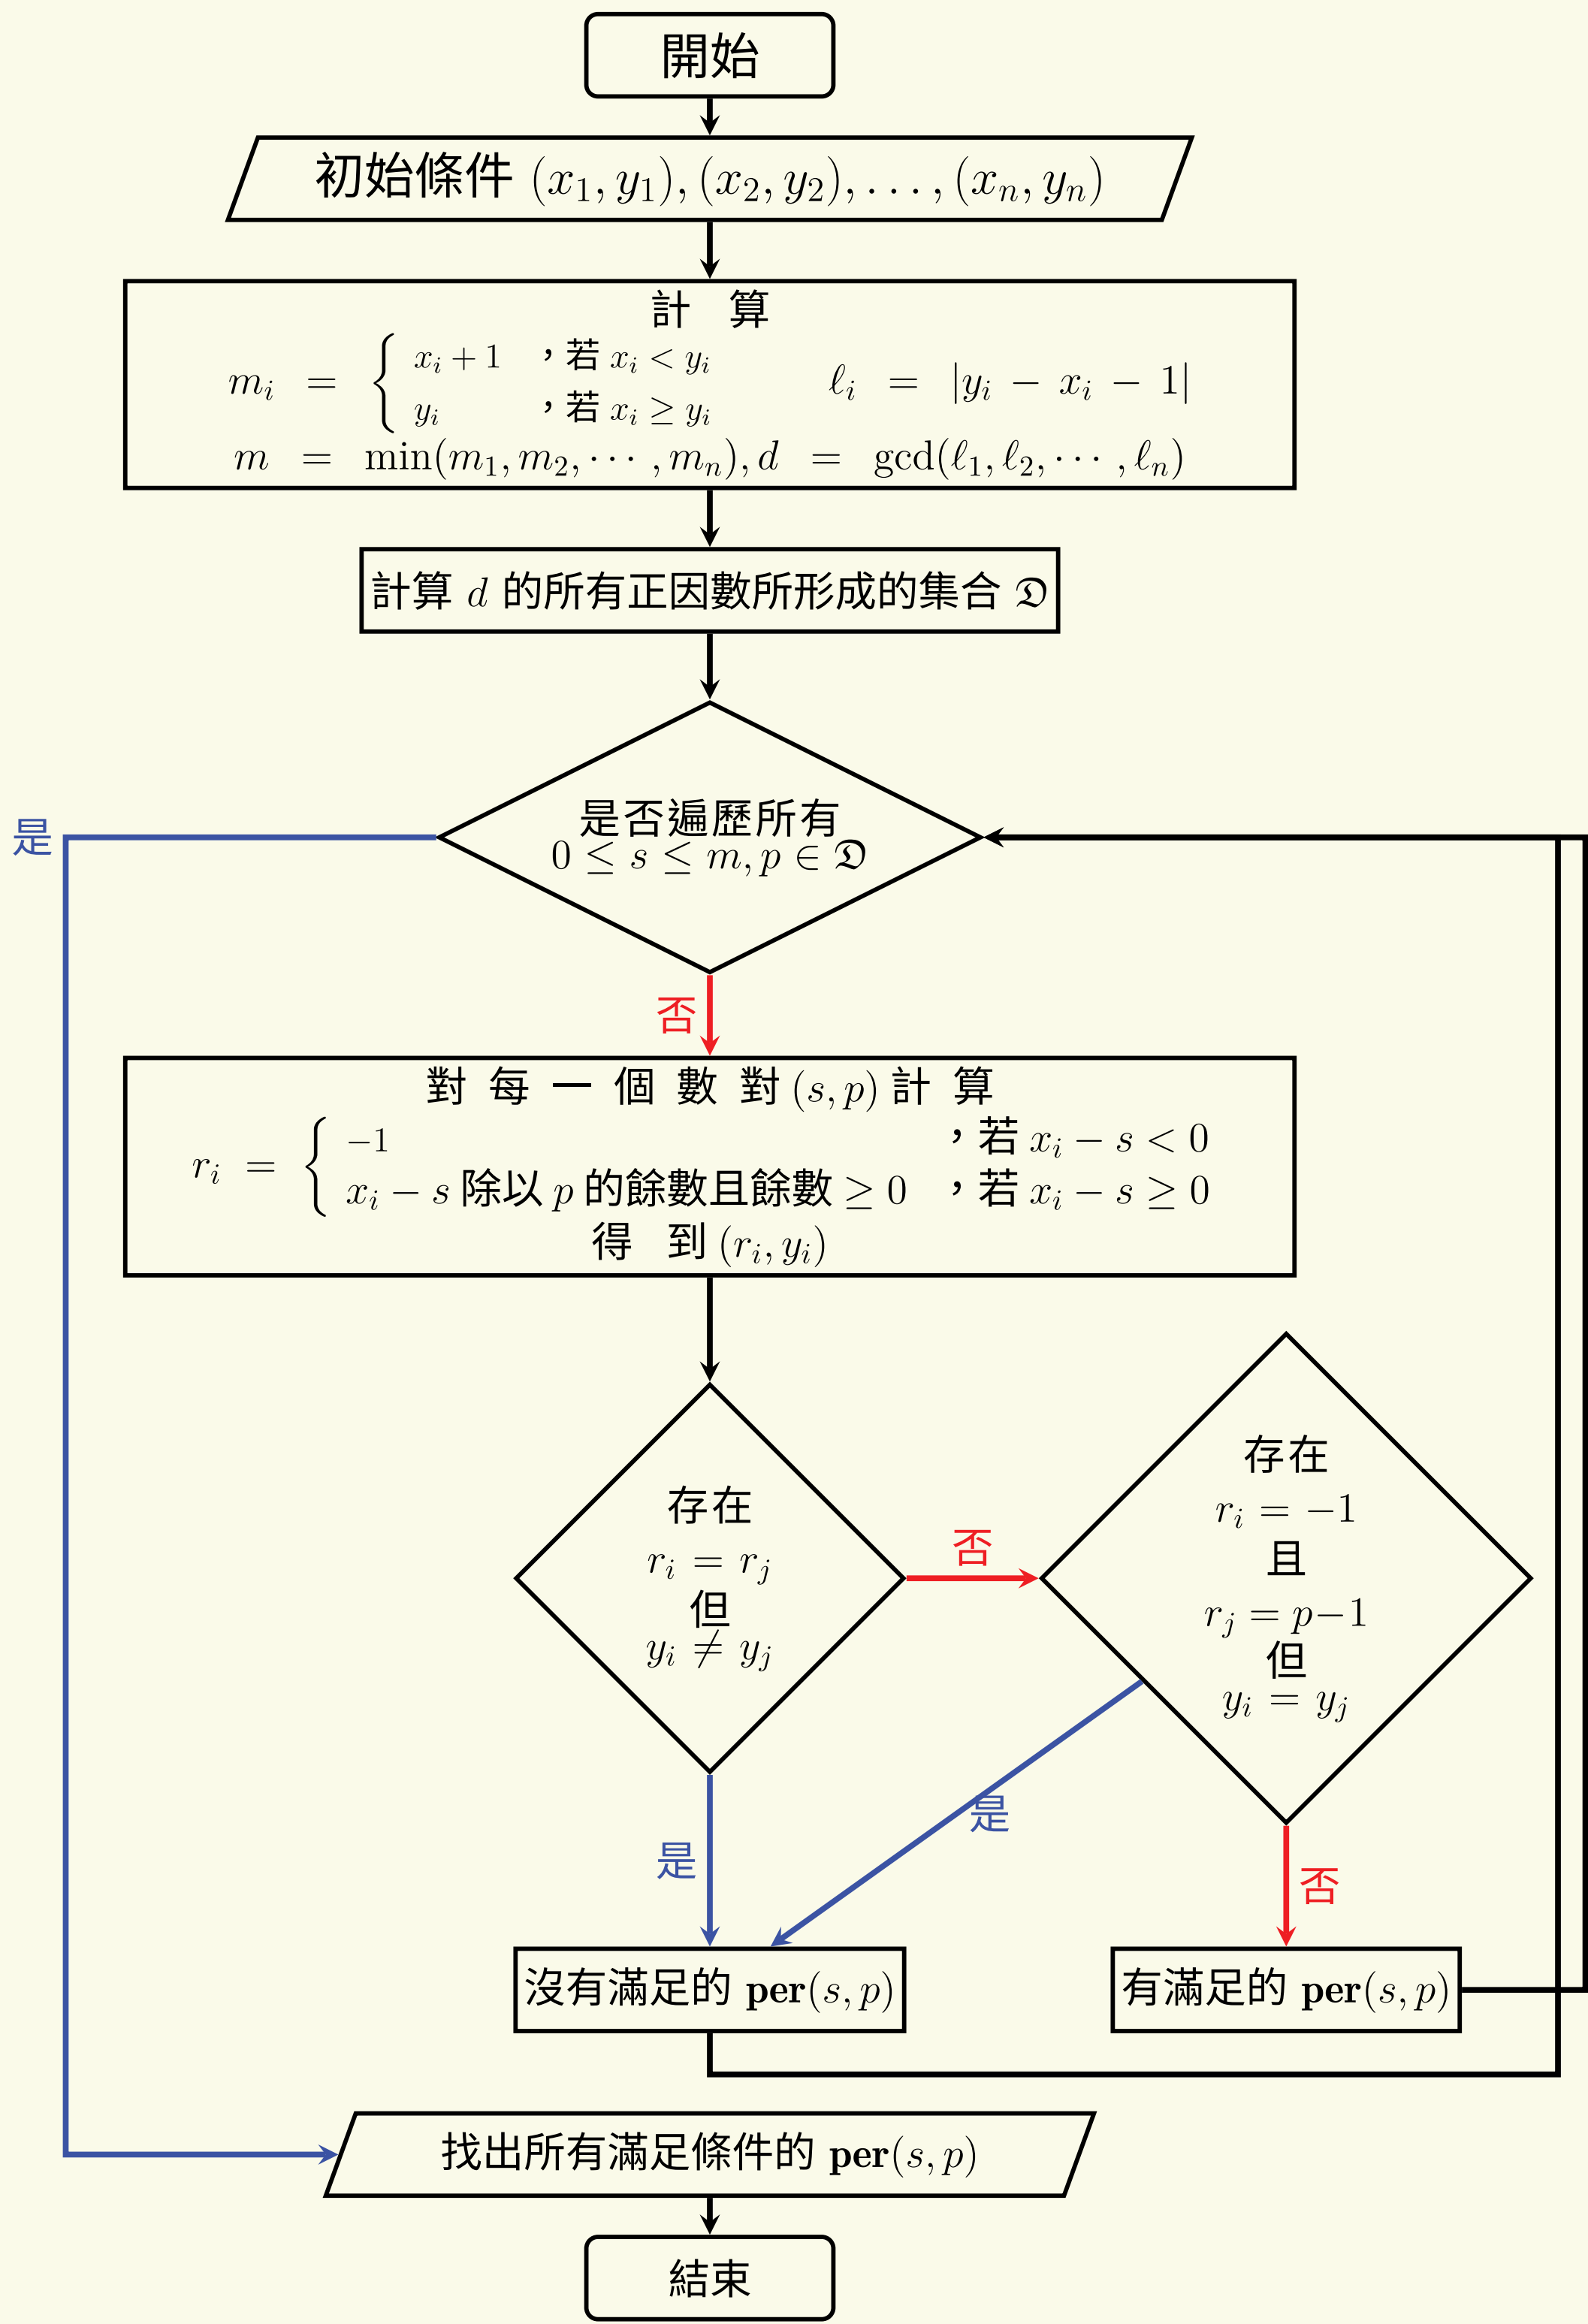 開始
初始條件 (x₁, y₁), (x₂, y₂), . . . , (xₙ, yₙ)
計 算
mᵢ = { xᵢ + 1 ，若 xᵢ < yᵢ
yᵢ ，若 xᵢ ≥ yᵢ
ℓᵢ = |yᵢ − xᵢ − 1|
m = min(m₁, m₂, · · · , mₙ), d = gcd(ℓ₁, ℓ₂, · · · , ℓₙ)
計算 d 的所有正因數所形成的集合 𝔇
是否遍歷所有
0 ≤ s ≤ m, p ∈ 𝔇
是
否
對 每 一 個 數 對 (s, p) 計 算
rᵢ = { −1 ，若 xᵢ − s < 0
xᵢ − s 除以 p 的餘數且餘數 ≥ 0 ，若 xᵢ − s ≥ 0
得 到 (rᵢ, yᵢ)
存在
rᵢ = rⱼ
但
yᵢ ≠ yⱼ
否
存在
rᵢ = −1
且
rⱼ = p−1
但
yᵢ = yⱼ
是
是
否
沒有滿足的 per(s, p)
有滿足的 per(s, p)
找出所有滿足條件的 per(s, p)
結束